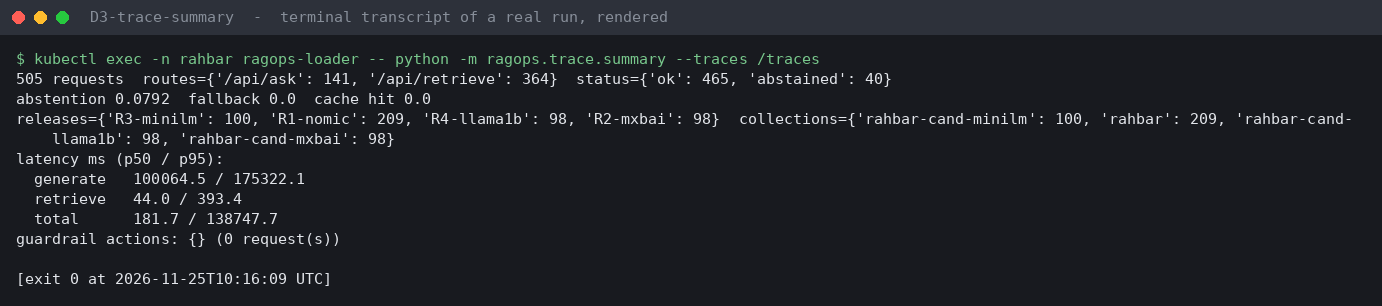 D3-trace-summary  -  terminal transcript of a real run, rendered
$ kubectl exec -n rahbar ragops-loader -- python -m ragops.trace.summary --traces /traces
505 requests  routes={'/api/ask': 141, '/api/retrieve': 364}  status={'ok': 465, 'abstained': 40}
abstention 0.0792  fallback 0.0  cache hit 0.0
releases={'R3-minilm': 100, 'R1-nomic': 209, 'R4-llama1b': 98, 'R2-mxbai': 98}  collections={'rahbar-cand-minilm': 100, 'rahbar': 209, 'rahbar-cand-
    llama1b': 98, 'rahbar-cand-mxbai': 98}
latency ms (p50 / p95):
  generate   100064.5 / 175322.1
  retrieve   44.0 / 393.4
  total      181.7 / 138747.7
guardrail actions: {} (0 request(s))
[exit 0 at 2026-11-25T10:16:09 UTC]